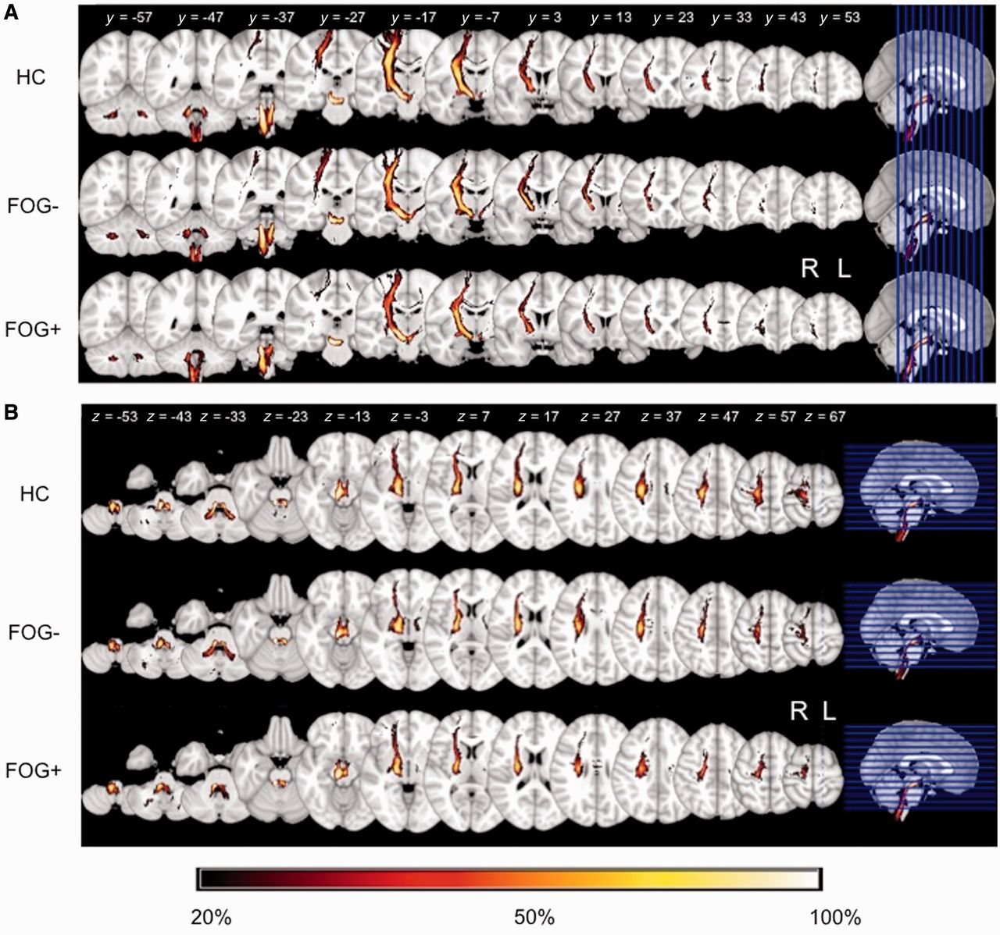 A
y = -57 y = -47 y = -37 y = -27 y = -17 y = -7 y = 3 y = 13 y = 23 y = 33 y = 43 y = 53
HC
FOG-
R L
FOG+
B
z = -53 z = -43 z = -33 z = -23 z = -13 z = -3 z = 7 z = 17 z = 27 z = 37 z = 47 z = 57 z = 67
HC
FOG-
R L
FOG+
20% 50% 100%